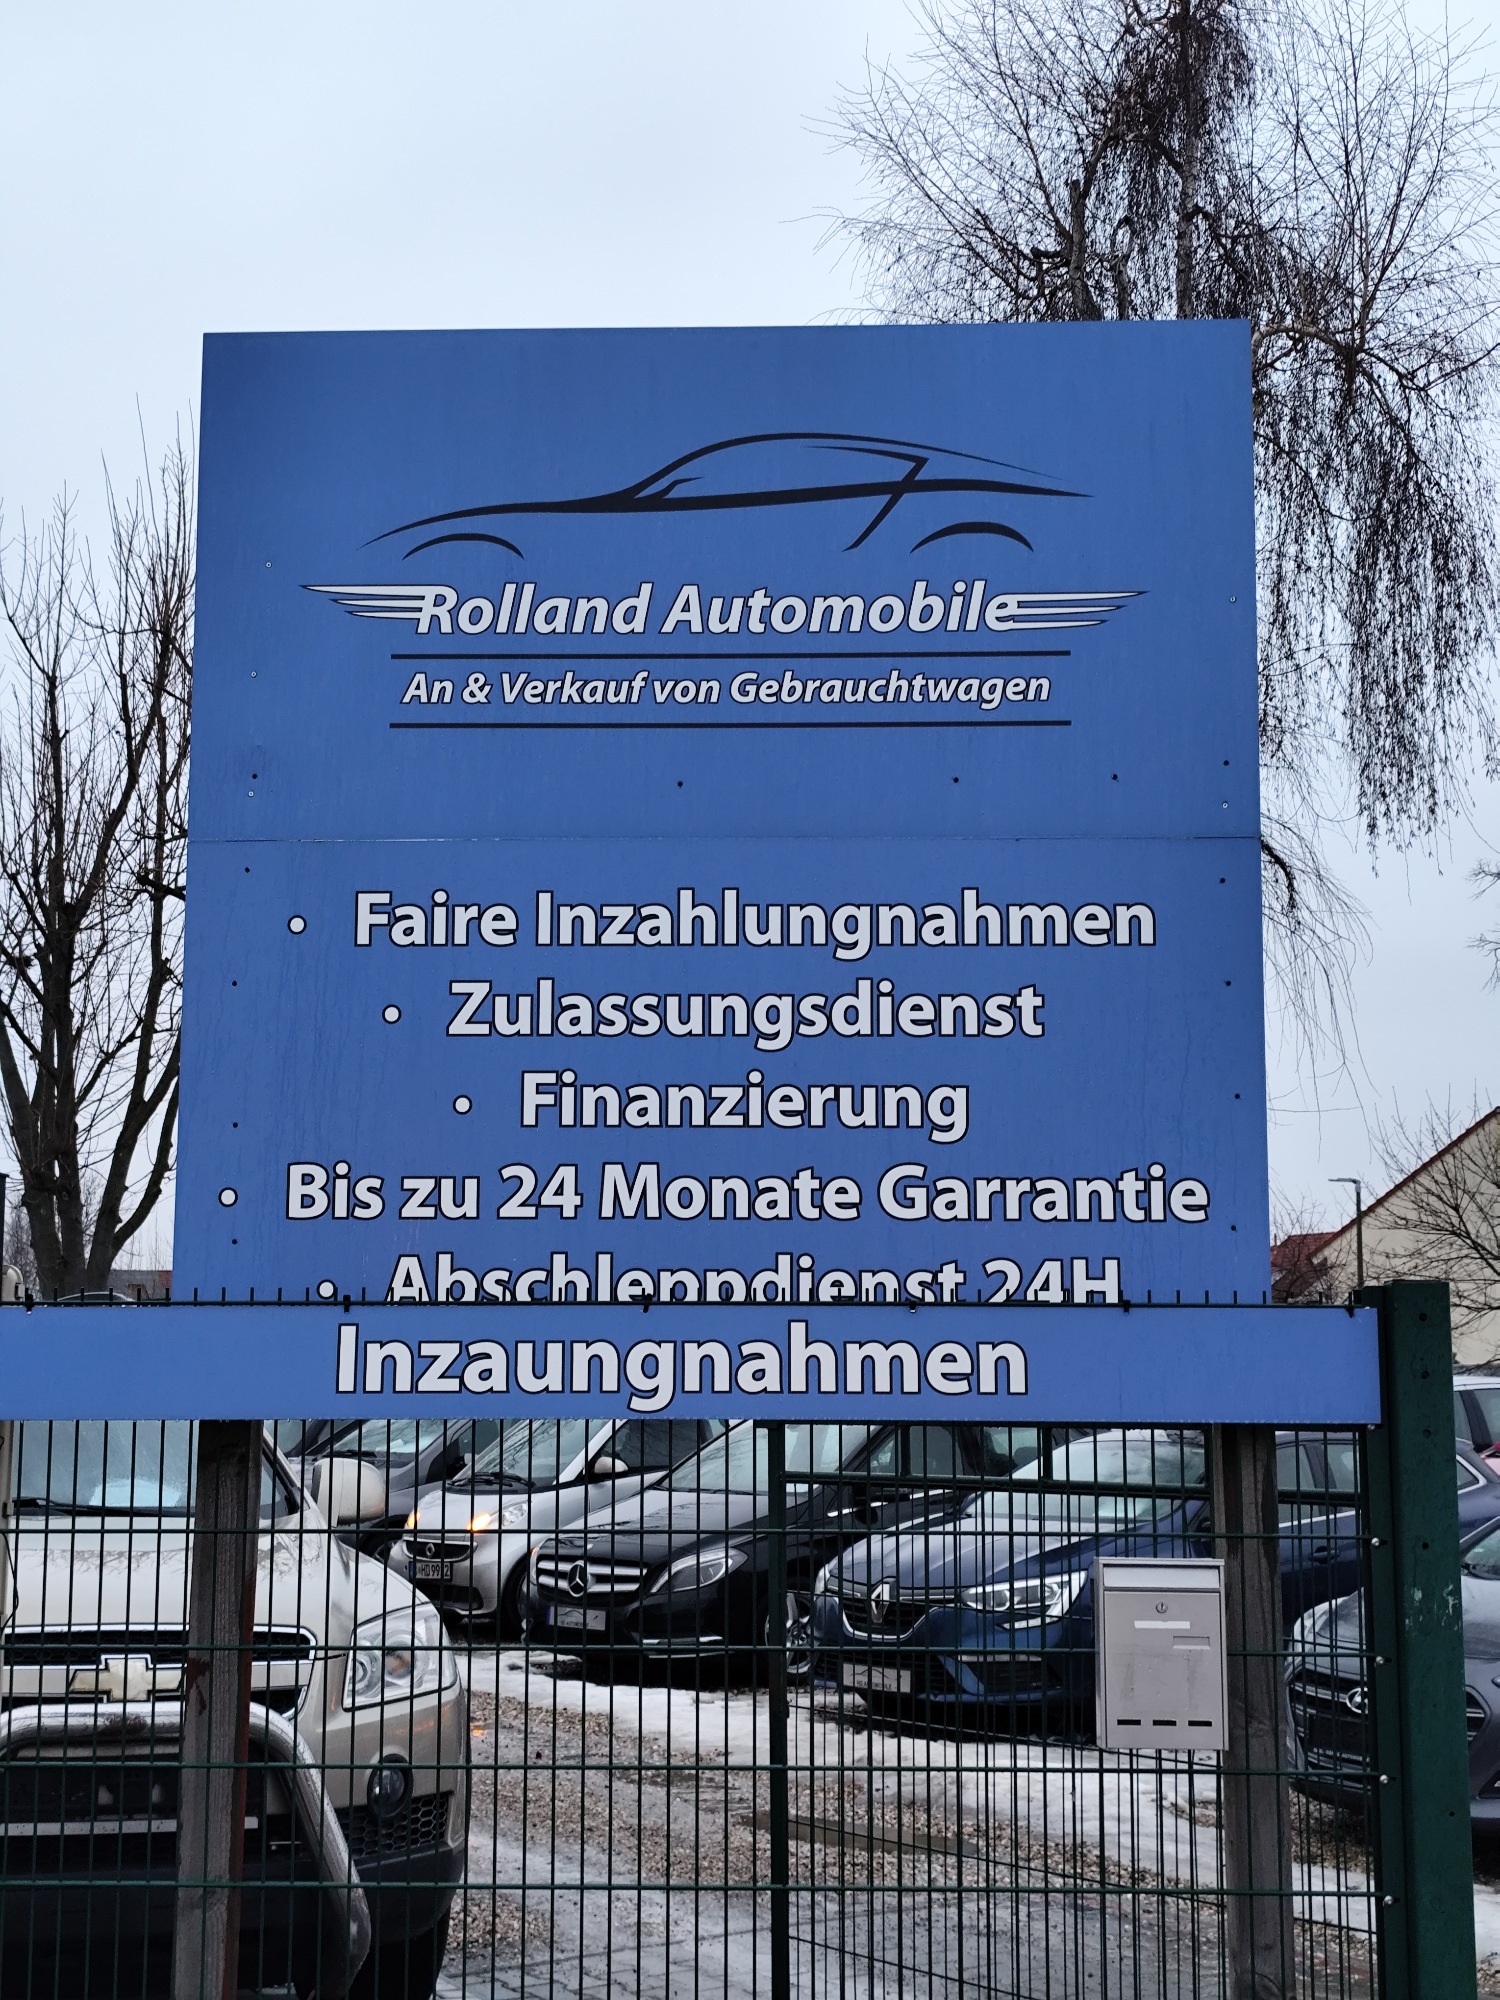 Rolland Automobile
An & Verkauf von Gebrauchtwagen
• Faire Inzahlungnahmen
• Zulassungsdienst
• Finanzierung
• Bis zu 24 Monate Garrantie
• Abschleppdienst 24H
Inzaungnahmen